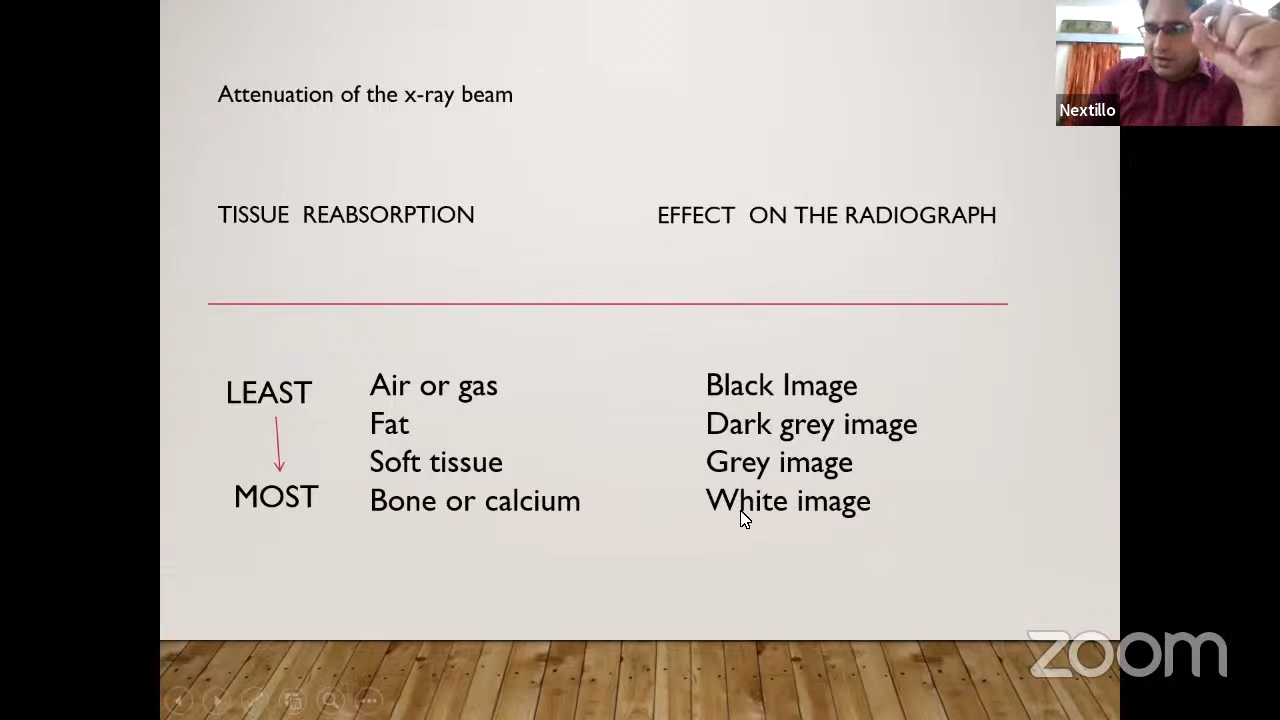 Attenuation of the x-ray beam
Nextillo
TISSUE REABSORPTION
EFFECT ON THE RADIOGRAPH
LEAST
Air or gas
Black Image
Fat
Dark grey image
Soft tissue
Grey image
MOST
Bone or calcium
White image
zoom